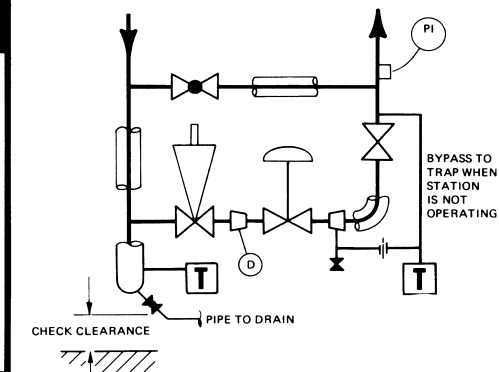 PI
BYPASS TO
TRAP WHEN
STATION
IS NOT
OPERATING
D
T
T
PIPE TO DRAIN
CHECK CLEARANCE